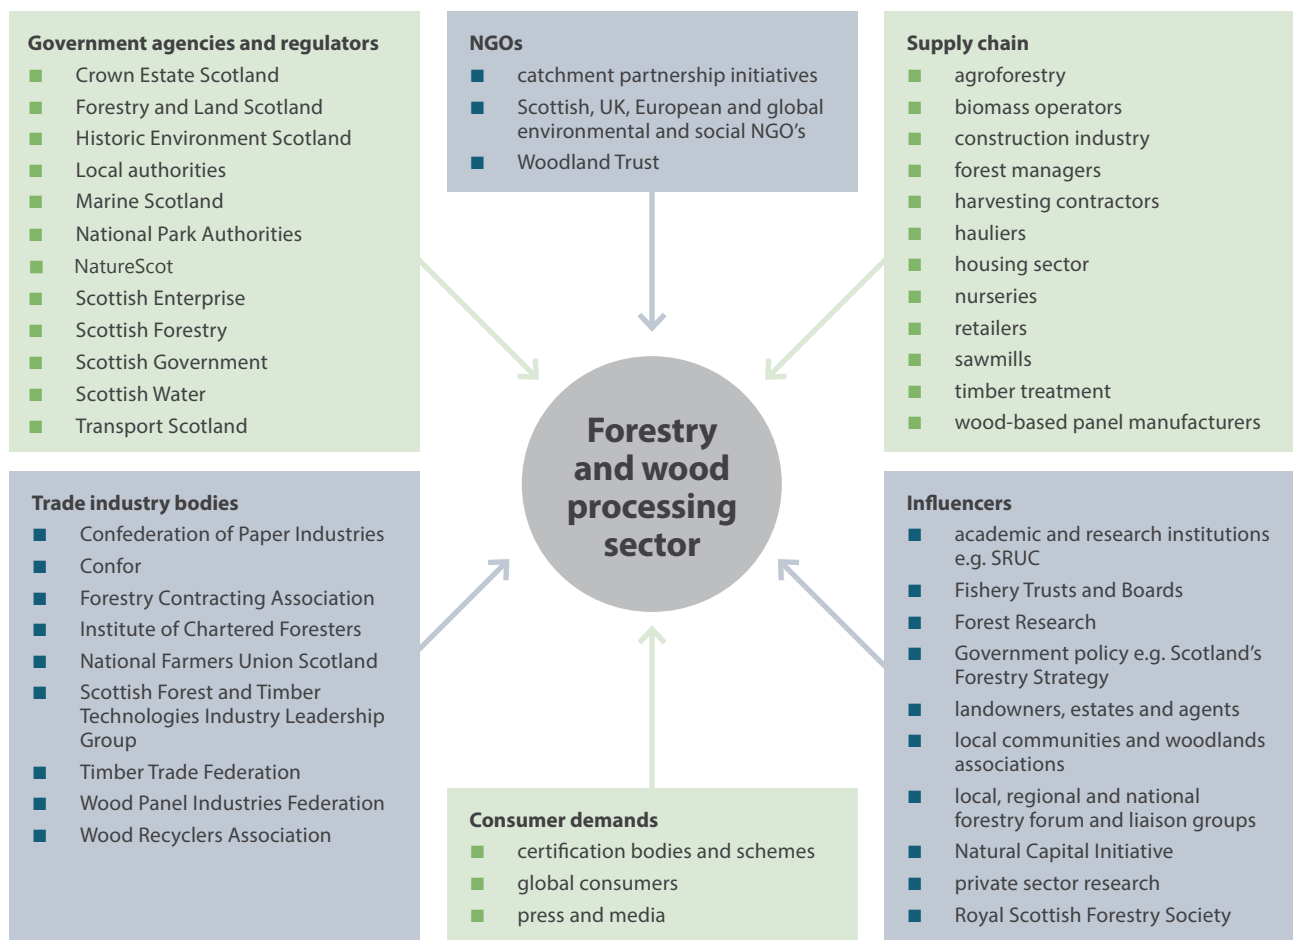 Government agencies and regulators
Crown Estate Scotland
Forestry and Land Scotland
Historic Environment Scotland
Local authorities
Marine Scotland
National Park Authorities
NatureScot
Scottish Enterprise
Scottish Forestry
Scottish Government
Scottish Water
Transport Scotland
NGOs
catchment partnership initiatives
Scottish, UK, European and global
environmental and social NGO's
Woodland Trust
Supply chain
agroforestry
biomass operators
construction industry
forest managers
harvesting contractors
hauliers
housing sector
nurseries
retailers
sawmills
timber treatment
wood-based panel manufacturers
Forestry
and wood
processing
sector
Trade industry bodies
Confederation of Paper Industries
Confor
Forestry Contracting Association
Institute of Chartered Foresters
National Farmers Union Scotland
Scottish Forest and Timber
Technologies Industry Leadership
Group
Timber Trade Federation
Wood Panel Industries Federation
Wood Recyclers Association
Consumer demands
certification bodies and schemes
global consumers
press and media
Influencers
academic and research institutions
e.g. SRUC
Fishery Trusts and Boards
Forest Research
Government policy e.g. Scotland's
Forestry Strategy
landowners, estates and agents
local communities and woodlands
associations
local, regional and national
forestry forum and liaison groups
Natural Capital Initiative
private sector research
Royal Scottish Forestry Society